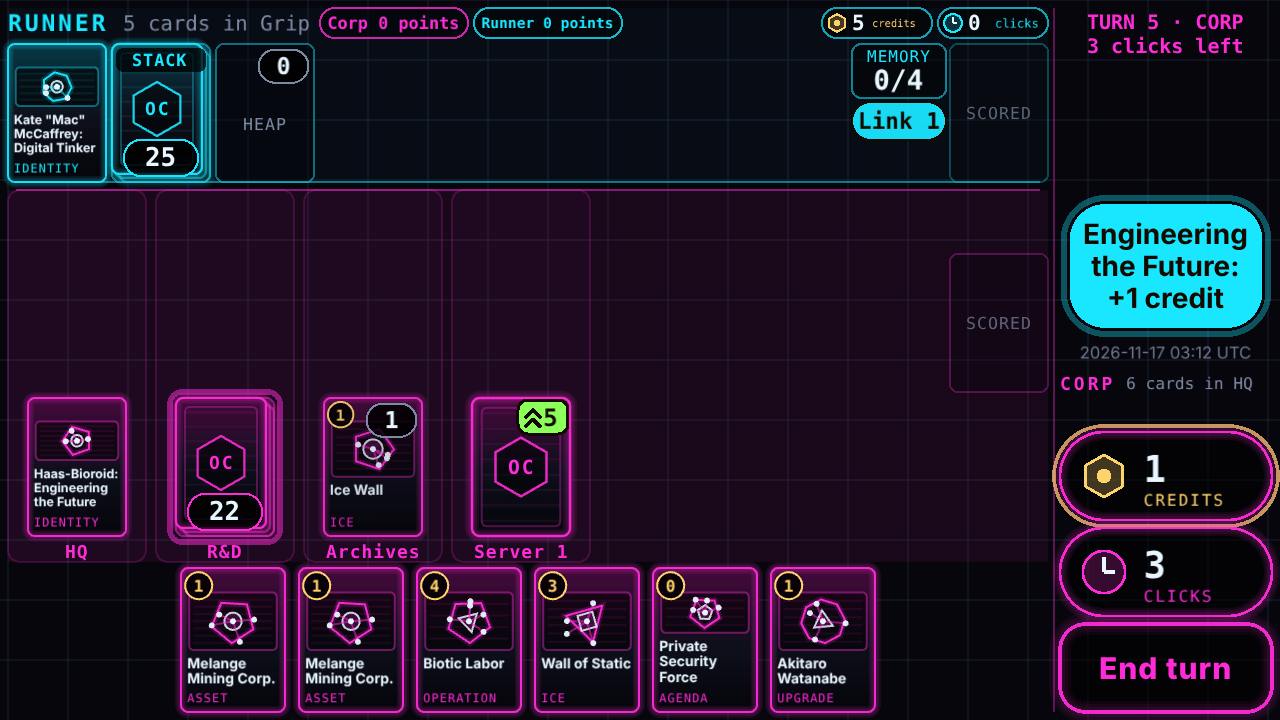 RUNNER 5 cards in Grip Corp 0 points Runner 0 points 5 credits 0 clicks
TURN 5 · CORP
3 clicks left
Kate "Mac"
McCaffrey:
Digital Tinker
IDENTITY
STACK
OC
25
0
HEAP
MEMORY
0/4
Link 1
SCORED
Engineering
the Future:
+1 credit
SCORED
2026-11-17 03:12 UTC
CORP 6 cards in HQ
Haas-Bioroid:
Engineering
the Future
IDENTITY
HQ
OC
22
R&D
1
1
Ice Wall
ICE
Archives
5
OC
Server 1
1
CREDITS
3
CLICKS
End turn
1
Melange
Mining Corp.
ASSET
1
Melange
Mining Corp.
ASSET
4
Biotic Labor
OPERATION
3
Wall of Static
ICE
0
Private
Security
Force
AGENDA
1
Akitaro
Watanabe
UPGRADE